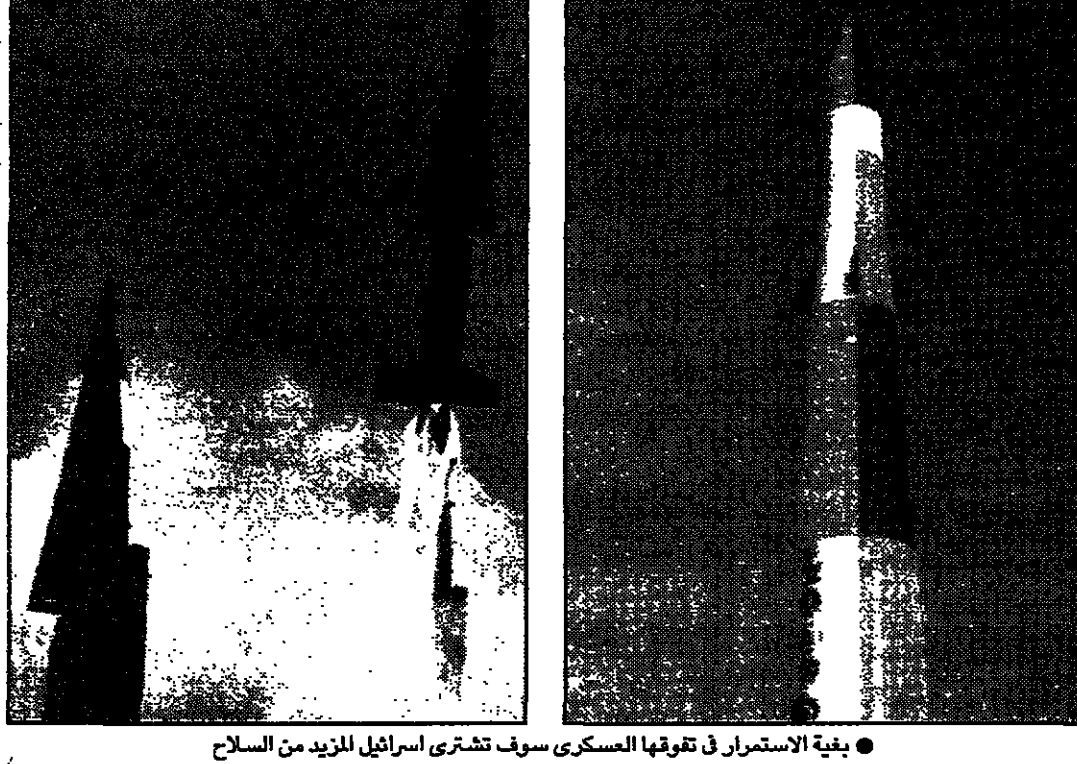 ● بغية الاستمرار فى تفوقها العسكرى سوف تشترى اسرائيل المزيد من السلاح